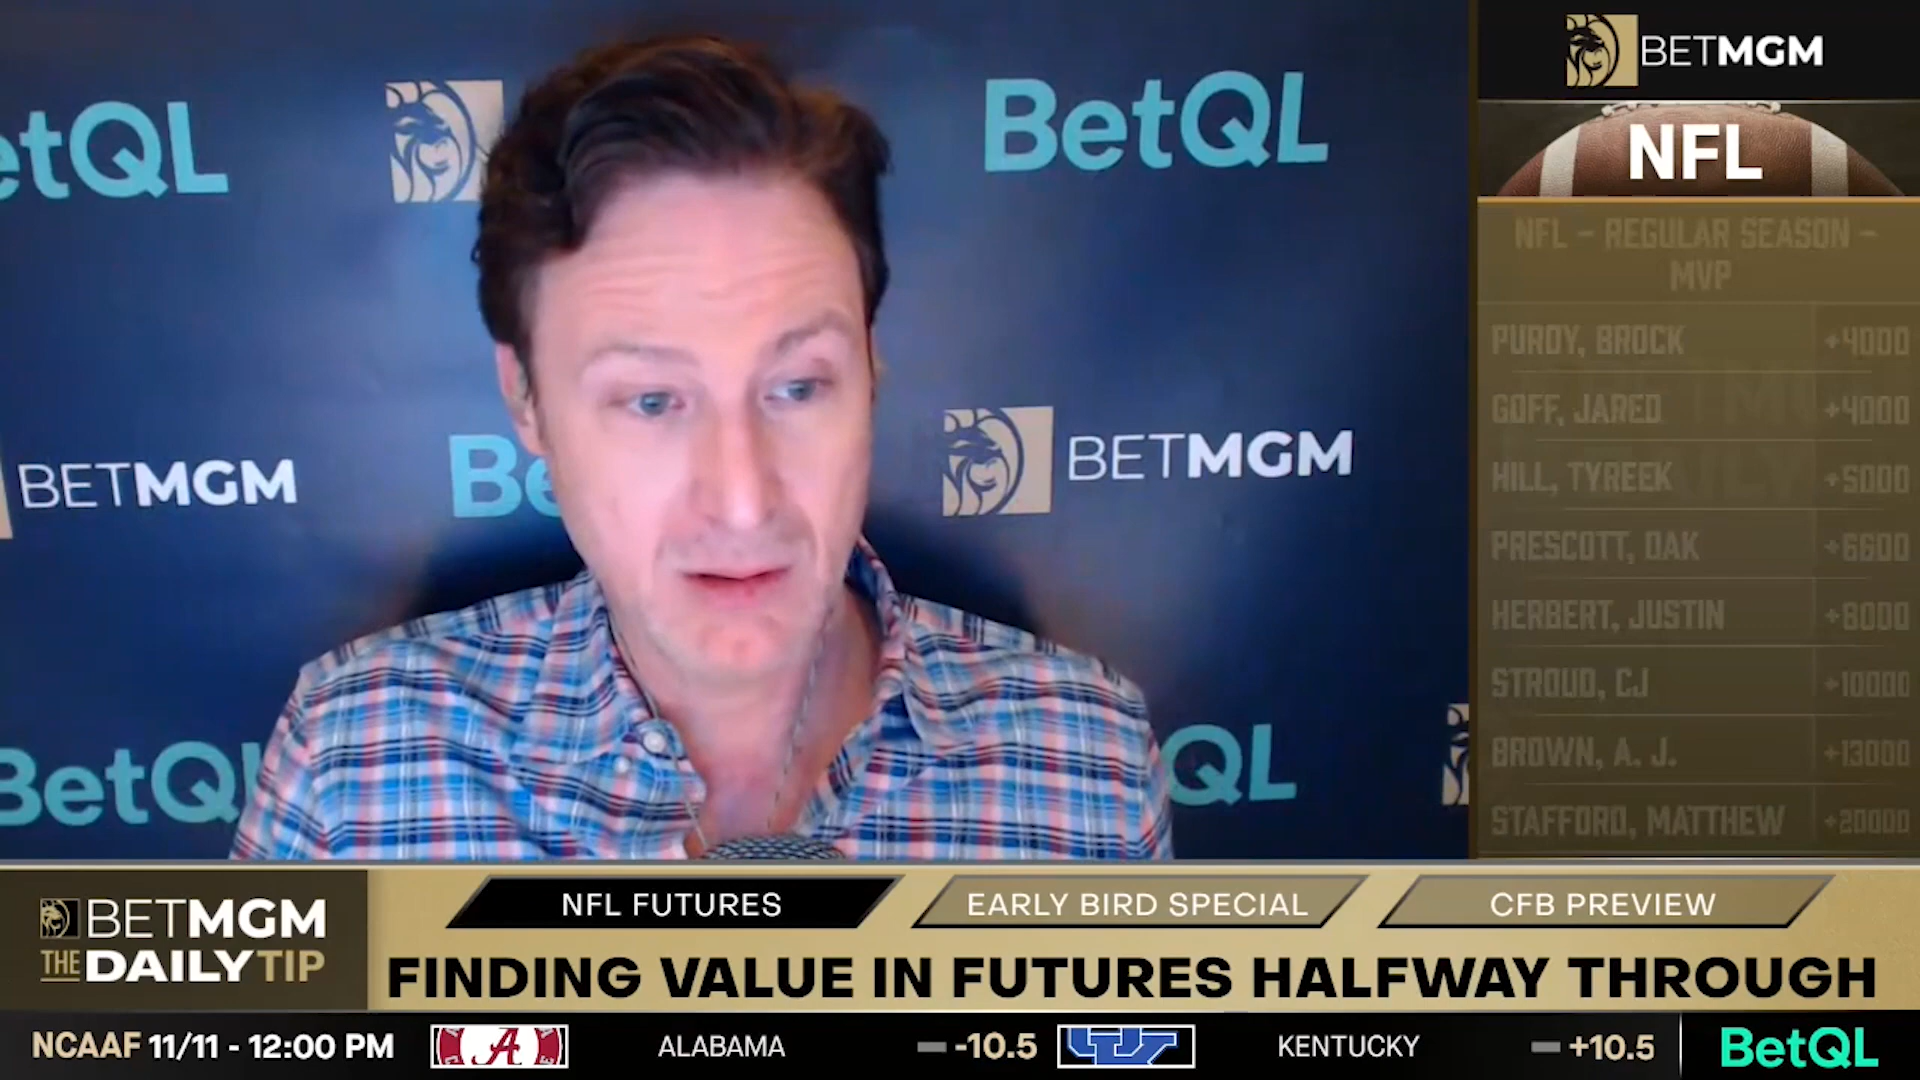 etQL
BetQL
BETMGM
BETMGM
Be
BetQL
QL
BETMGM
NFL
NFL - REGULAR SEASON -
MVP
PURDY, BROCK +4000
GOFF, JARED +4000
HILL, TYREEK +5000
PRESCOTT, DAK +6600
HERBERT, JUSTIN +8000
STROUD, CJ +10000
BROWN, A. J. +13000
STAFFORD, MATTHEW +20000
NFL FUTURES EARLY BIRD SPECIAL CFB PREVIEW
BETMGM
THE DAILY TIP
FINDING VALUE IN FUTURES HALFWAY THROUGH
NCAAF 11/11 - 12:00 PM A ALABAMA -10.5 UK KENTUCKY +10.5 BetQL